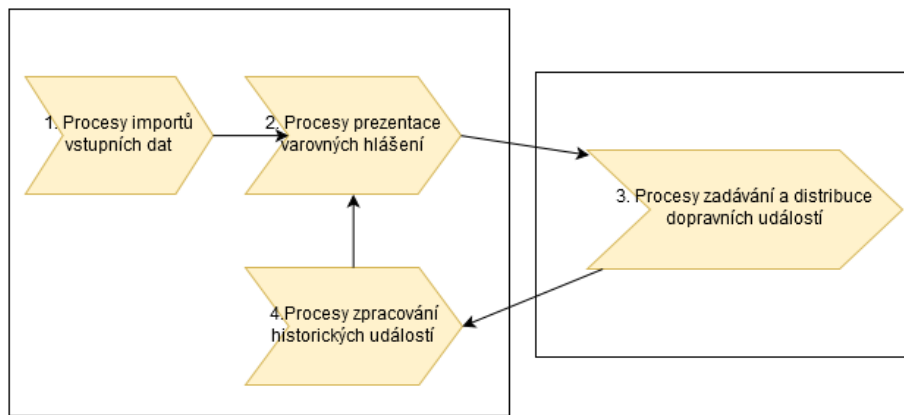 1. Procesy importů
vstupních dat
2. Procesy prezentace
varovných hlášení
3. Procesy zadávání a distribuce
dopravních událostí
4.Procesy zpracování
historických událostí